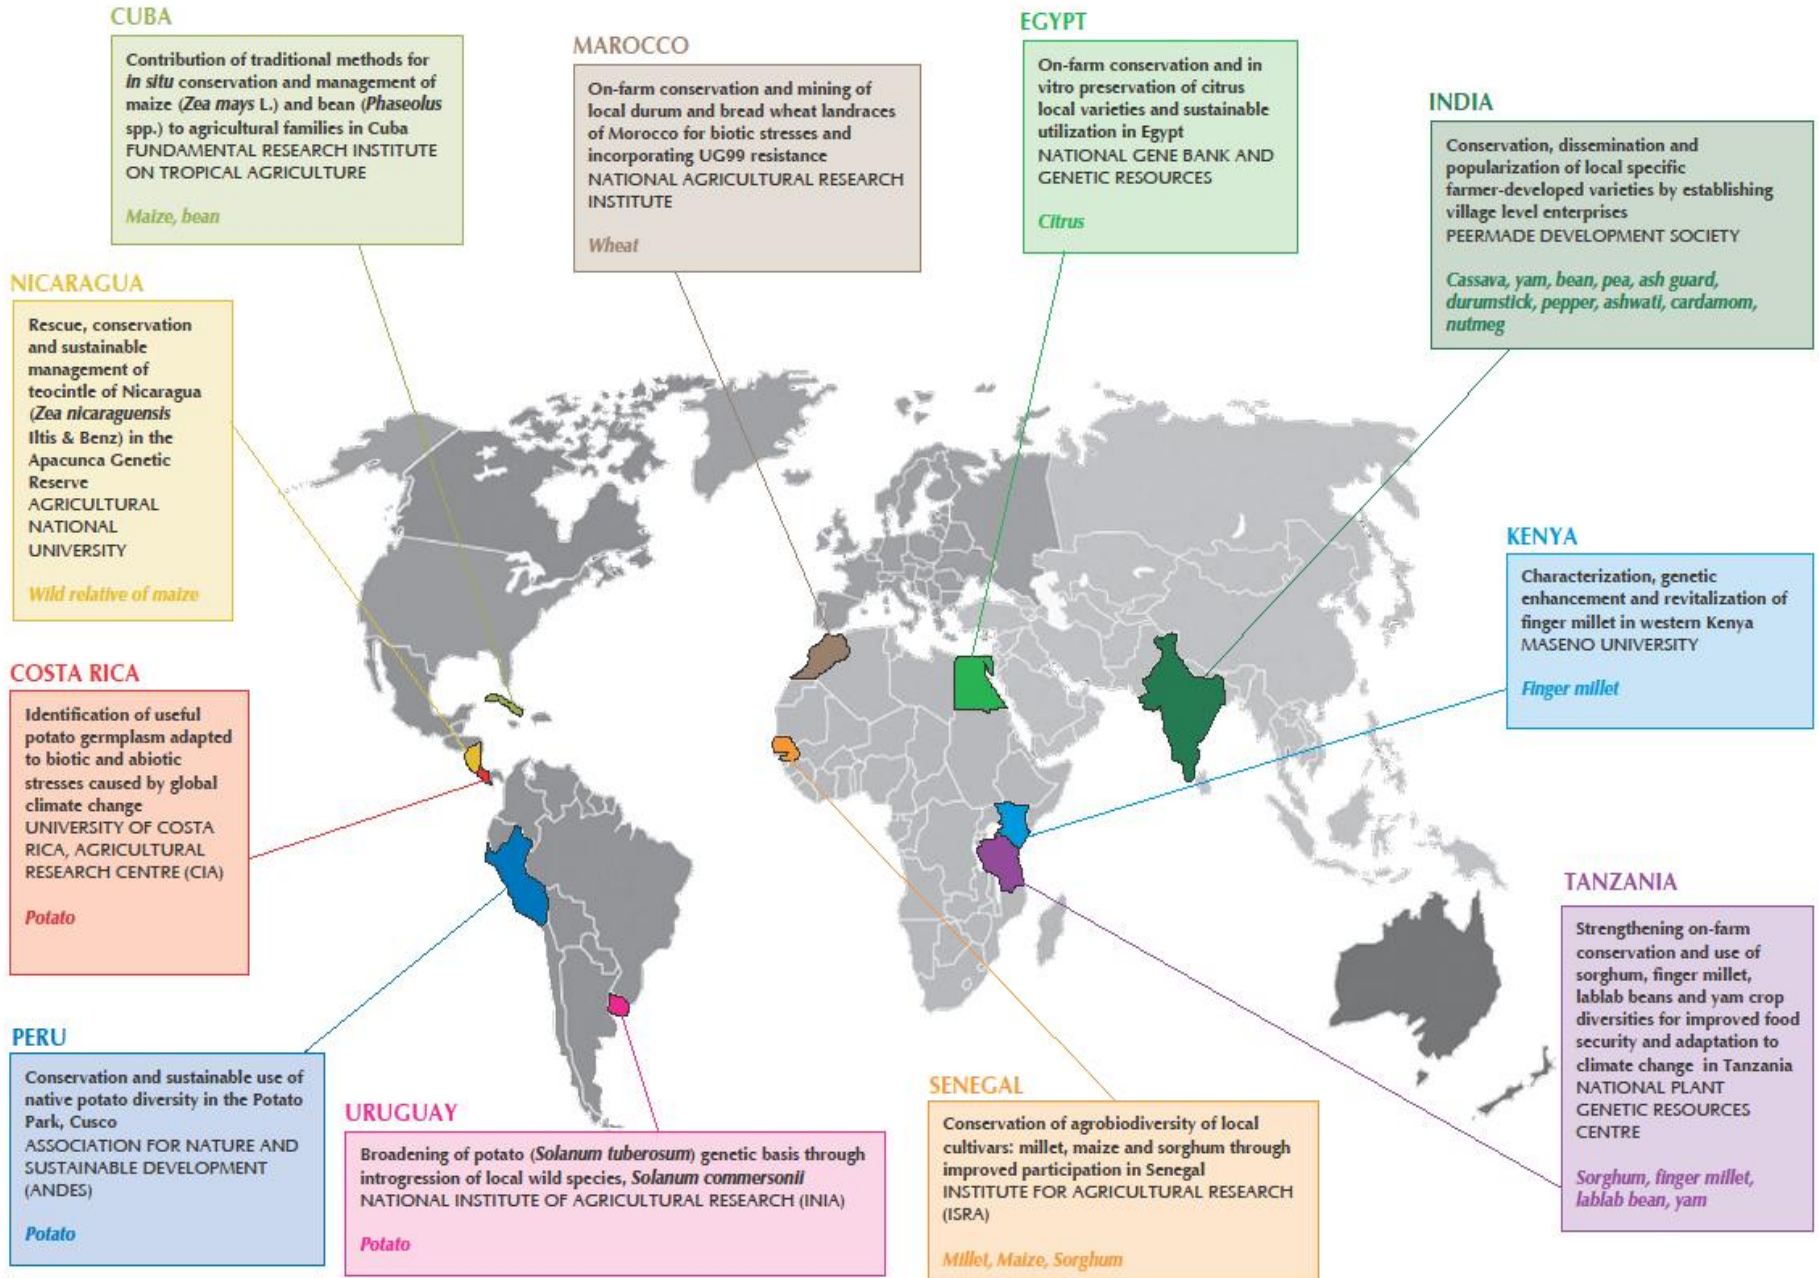 CUBA
Contribution of traditional methods for
in situ conservation and management of
maize (Zea mays L.) and bean (Phaseolus
spp.) to agricultural families in Cuba
FUNDAMENTAL RESEARCH INSTITUTE
ON TROPICAL AGRICULTURE
Maize, bean
MAROCCO
On-farm conservation and mining of
local durum and bread wheat landraces
of Morocco for biotic stresses and
incorporating UG99 resistance
NATIONAL AGRICULTURAL RESEARCH
INSTITUTE
Wheat
EGYPT
On-farm conservation and in
vitro preservation of citrus
local varieties and sustainable
utilization in Egypt
NATIONAL GENE BANK AND
GENETIC RESOURCES
Citrus
INDIA
Conservation, dissemination and
popularization of local specific
farmer-developed varieties by establishing
village level enterprises
PEERMADE DEVELOPMENT SOCIETY
Cassava, yam, bean, pea, ash guard,
durumstick, pepper, ashwati, cardamom,
nutmeg
NICARAGUA
Rescue, conservation
and sustainable
management of
teocintle of Nicaragua
(Zea nicaraguensis
Iltis & Benz) in the
Apacunca Genetic
Reserve
AGRICULTURAL
NATIONAL
UNIVERSITY
Wild relative of maize
KENYA
Characterization, genetic
enhancement and revitalization of
finger millet in western Kenya
MASENO UNIVERSITY
Finger millet
COSTA RICA
Identification of useful
potato germplasm adapted
to biotic and abiotic
stresses caused by global
climate change
UNIVERSITY OF COSTA
RICA, AGRICULTURAL
RESEARCH CENTRE (CIA)
Potato
TANZANIA
Strengthening on-farm
conservation and use of
sorghum, finger millet,
lablab beans and yam crop
diversities for improved food
security and adaptation to
climate change in Tanzania
NATIONAL PLANT
GENETIC RESOURCES
CENTRE
Sorghum, finger millet,
lablab bean, yam
PERU
Conservation and sustainable use of
native potato diversity in the Potato
Park, Cusco
ASSOCIATION FOR NATURE AND
SUSTAINABLE DEVELOPMENT
(ANDES)
Potato
URUGUAY
Broadening of potato (Solanum tuberosum) genetic basis through
introgression of local wild species, Solanum commersonii
NATIONAL INSTITUTE OF AGRICULTURAL RESEARCH (INIA)
Potato
SENEGAL
Conservation of agrobiodiversity of local
cultivars: millet, maize and sorghum through
improved participation in Senegal
INSTITUTE FOR AGRICULTURAL RESEARCH
(ISRA)
Millet, Maize, Sorghum